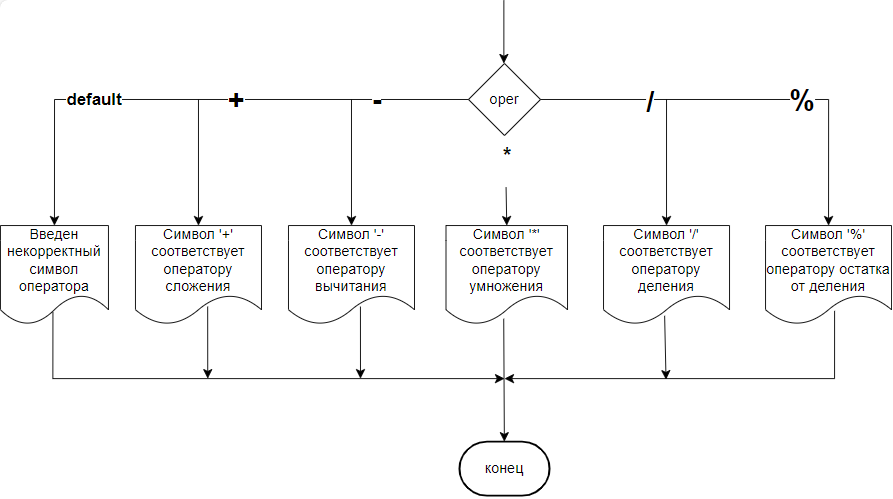 oper
default
+
-
*
/
%
Введен
некорректный
символ
оператора
Символ '+'
соответствует
оператору
сложения
Символ '-'
соответствует
оператору
вычитания
Символ '*'
соответствует
оператору
умножения
Символ '/'
соответствует
оператору
деления
Символ '%'
соответствует
оператору остатка
от деления
конец